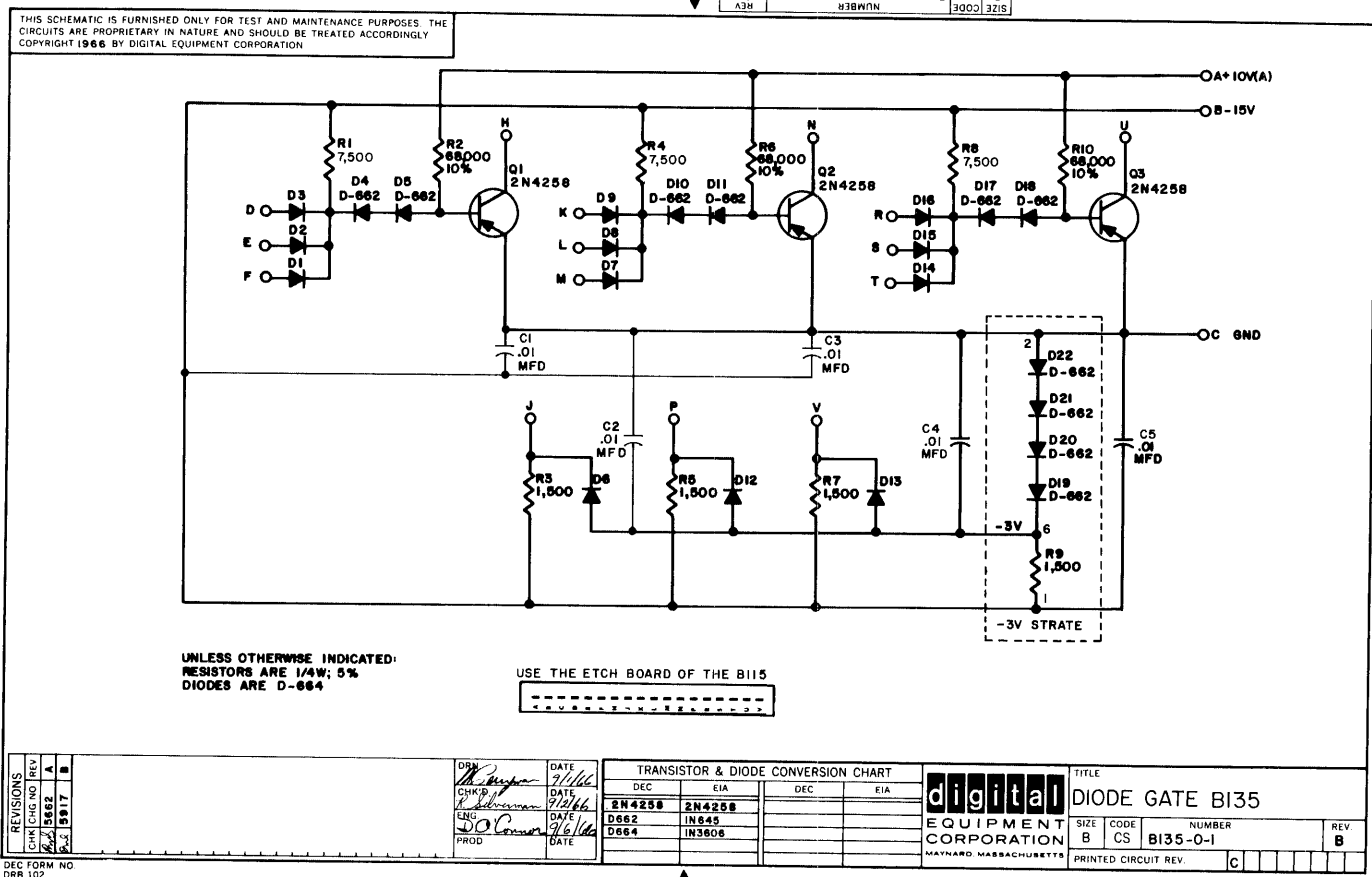 SIZE CODE
NUMBER
REV
THIS SCHEMATIC IS FURNISHED ONLY FOR TEST AND MAINTENANCE PURPOSES. THE
CIRCUITS ARE PROPRIETARY IN NATURE AND SHOULD BE TREATED ACCORDINGLY
COPYRIGHT 1966 BY DIGITAL EQUIPMENT CORPORATION
A+10V(A)
B-15V
H
N
U
R1
7,500
R2
68,000
10%
Q1
2N4258
R4
7,500
R6
68,000
10%
Q2
2N4258
R8
7,500
R10
68,000
10%
Q3
2N4258
D
D3
D4
D-662
D5
D-662
E
D2
F
D1
K
D9
D10
D-662
D11
D-662
L
D8
M
D7
R
D16
D17
D-662
D18
D-662
S
D15
T
D14
C GND
C1
.01
MFD
C3
.01
MFD
2
D22
D-662
D21
D-662
D20
D-662
D19
D-662
J
P
V
C2
.01
MFD
C4
.01
MFD
C5
.01
MFD
R3
1,500
D6
R5
1,500
D12
R7
1,500
D13
-3V
6
R9
1,500
1
-3V STRATE
UNLESS OTHERWISE INDICATED:
RESISTORS ARE 1/4W; 5%
DIODES ARE D-664
USE THE ETCH BOARD OF THE B115
REVISIONS
CHK CHG NO REV
5662 A
5917 B
DRN
DATE
9/1/66
CHK'D
R. Silverman
DATE
9/2/66
ENG
D O'Connor
DATE
9/6/66
PROD
DATE
TRANSISTOR & DIODE CONVERSION CHART
DEC EIA DEC EIA
2N4258 2N4258
D662 IN645
D664 IN3606
digital
EQUIPMENT
CORPORATION
MAYNARD, MASSACHUSETTS
TITLE
DIODE GATE B135
SIZE CODE NUMBER REV.
B CS B135-0-1 B
PRINTED CIRCUIT REV. C
DEC FORM NO.
DRB 102